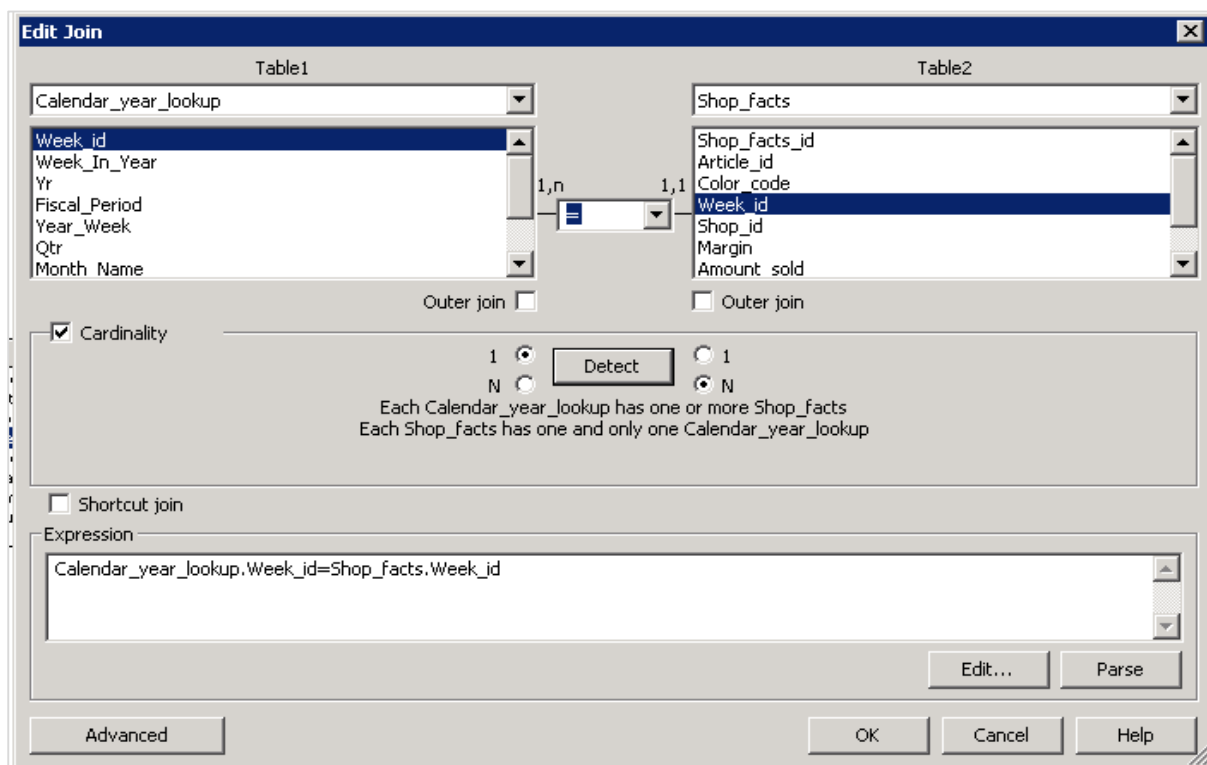 Edit Join
Table1 Table2
Calendar_year_lookup Shop_facts
Week_id Shop_facts_id
Week_In_Year Article_id
Yr 1,n 1,1 Color_code
Fiscal_Period = Week_id
Year_Week Shop_id
Qtr Margin
Month_Name Amount_sold
Outer join Outer join
Cardinality
1 Detect 1
N N
Each Calendar_year_lookup has one or more Shop_facts
Each Shop_facts has one and only one Calendar_year_lookup
Shortcut join
Expression
Calendar_year_lookup.Week_id=Shop_facts.Week_id
Edit... Parse
Advanced OK Cancel Help